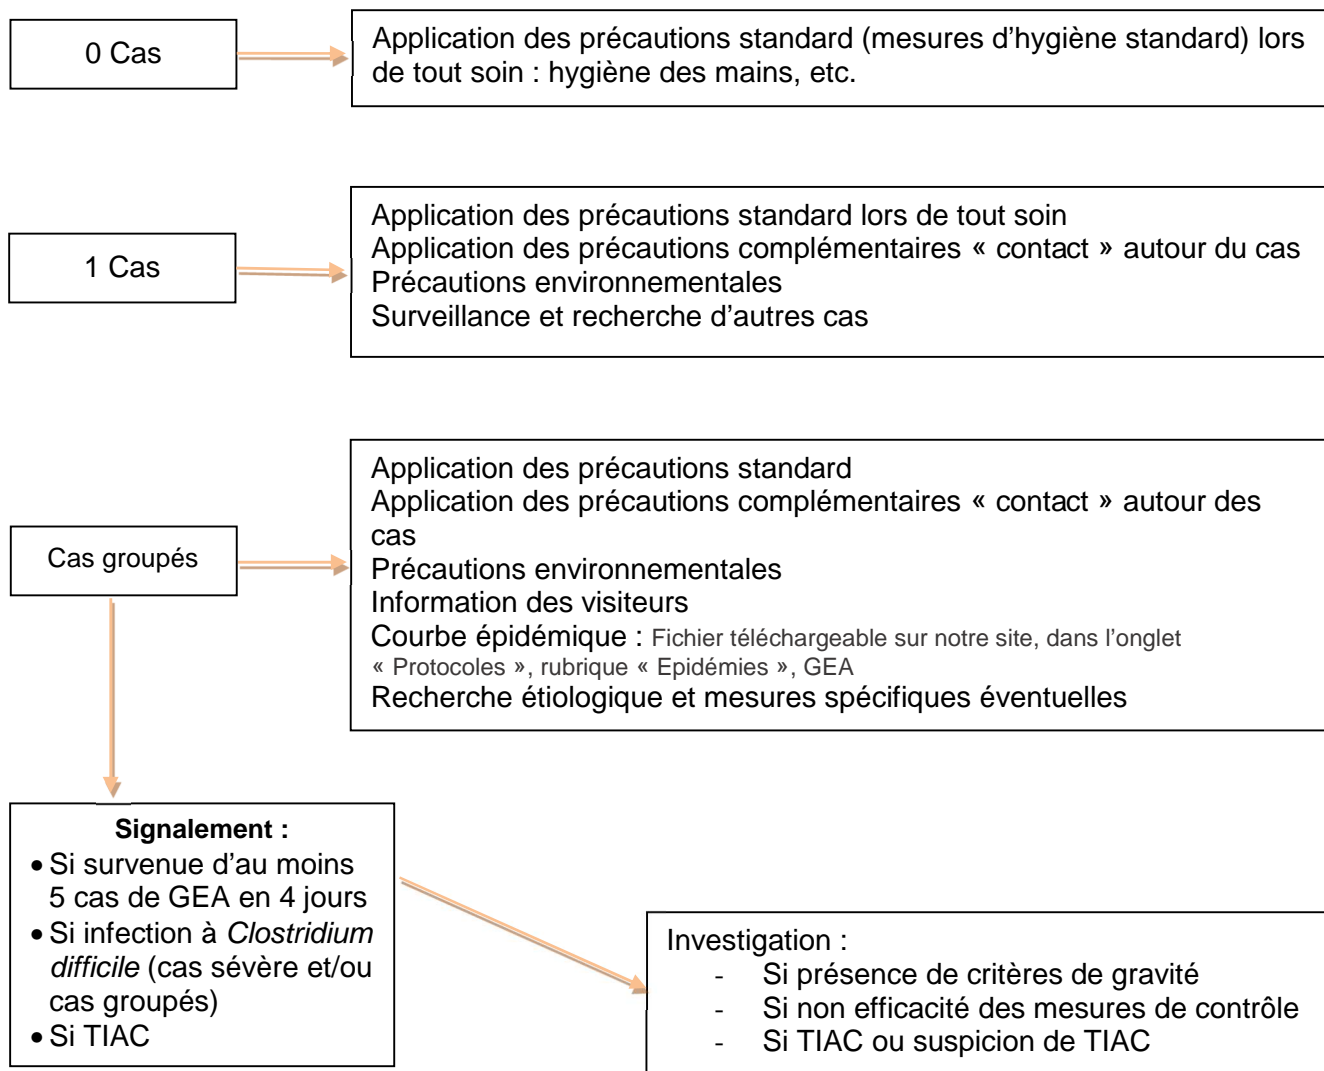 0 Cas
Application des précautions standard (mesures d'hygiène standard) lors
de tout soin : hygiène des mains, etc.
1 Cas
Application des précautions standard lors de tout soin
Application des précautions complémentaires « contact » autour du cas
Précautions environnementales
Surveillance et recherche d'autres cas
Cas groupés
Application des précautions standard
Application des précautions complémentaires « contact » autour des
cas
Précautions environnementales
Information des visiteurs
Courbe épidémique : Fichier téléchargeable sur notre site, dans l'onglet
« Protocoles », rubrique « Epidémies », GEA
Recherche étiologique et mesures spécifiques éventuelles
Signalement :
• Si survenue d'au moins
5 cas de GEA en 4 jours
• Si infection à Clostridium
difficile (cas sévère et/ou
cas groupés)
• Si TIAC
Investigation :
- Si présence de critères de gravité
- Si non efficacité des mesures de contrôle
- Si TIAC ou suspicion de TIAC